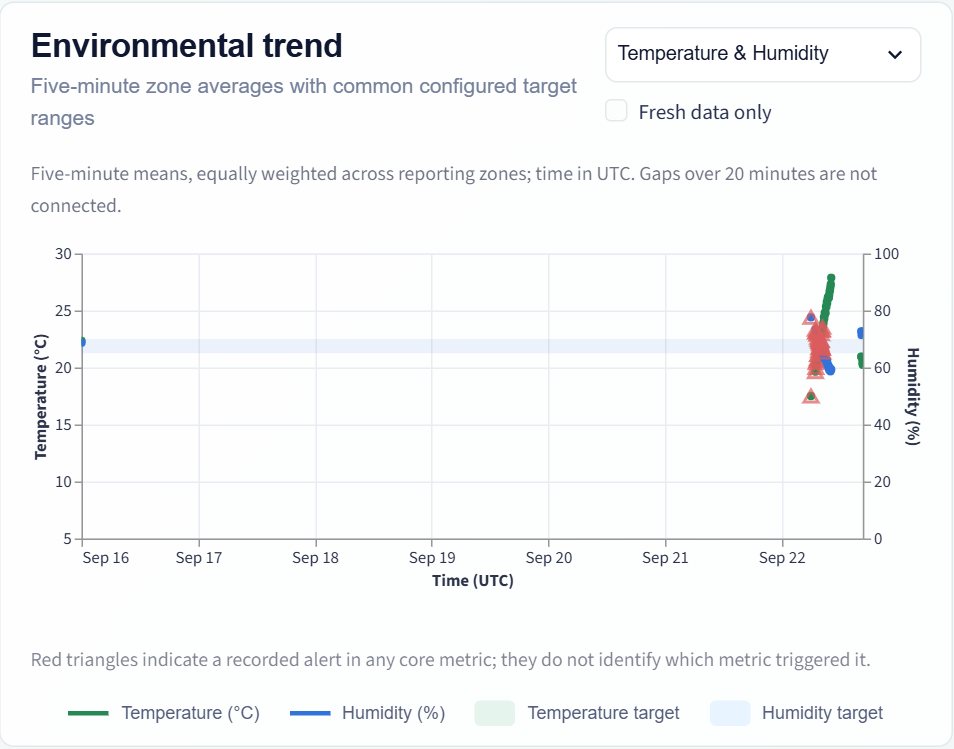 Environmental trend
Temperature & Humidity
Five-minute zone averages with common configured target
ranges
Fresh data only
Five-minute means, equally weighted across reporting zones; time in UTC. Gaps over 20 minutes are not
connected.
30
25
20
15
10
5
Temperature (°C)
100
80
60
40
20
0
Humidity (%)
Sep 16
Sep 17
Sep 18
Sep 19
Sep 20
Sep 21
Sep 22
Time (UTC)
Red triangles indicate a recorded alert in any core metric; they do not identify which metric triggered it.
Temperature (°C)
Humidity (%)
Temperature target
Humidity target